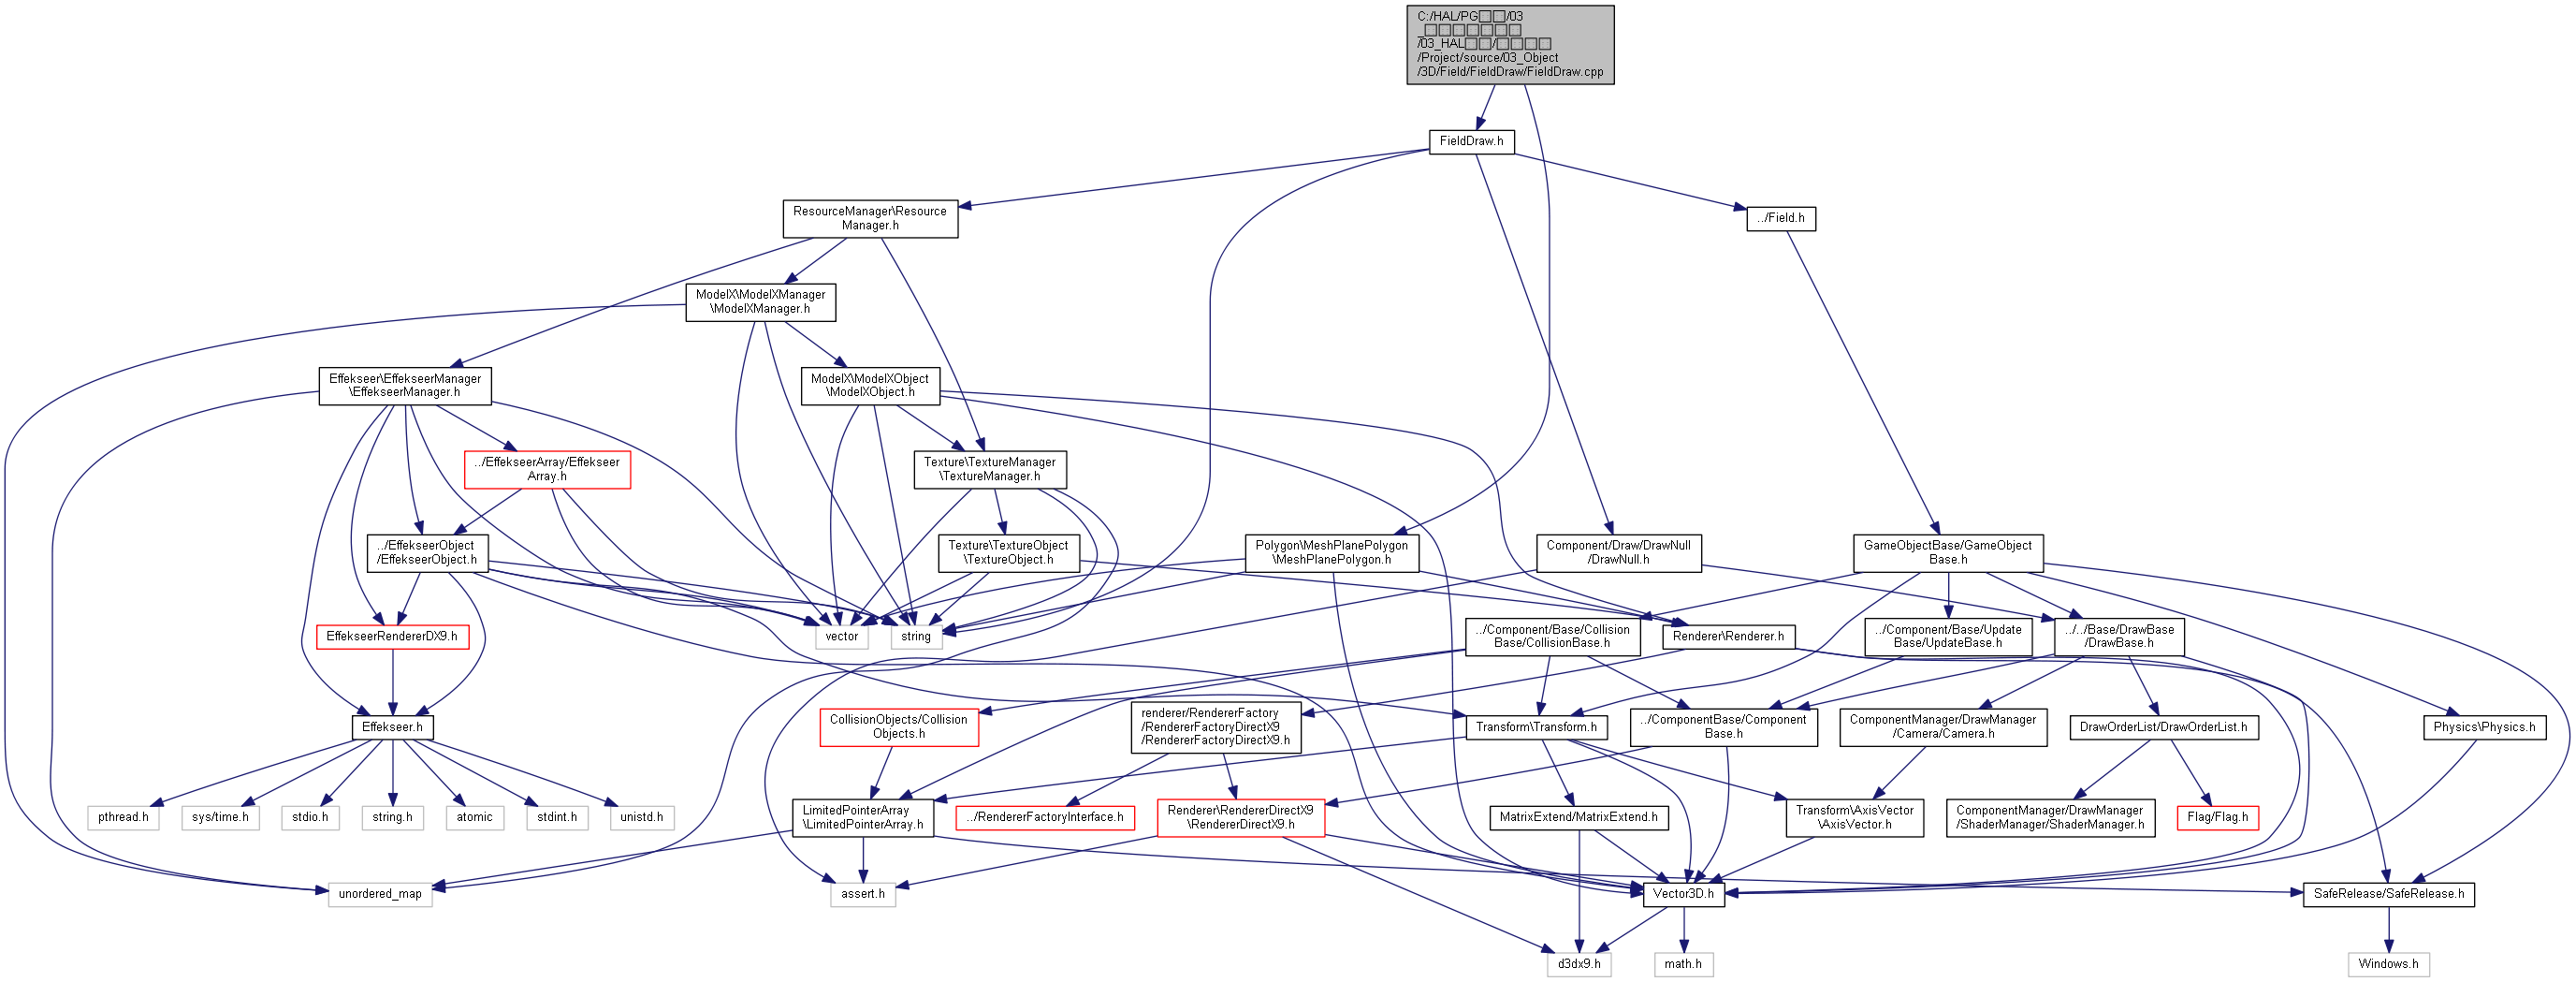 C:/HAL/PG□□/03
_□□□□□□□
/03_HAL□□/□□□□
/Project/source/03_Object
/3D/Field/FieldDraw/FieldDraw.cpp
FieldDraw.h
ResourceManager\Resource
Manager.h
../Field.h
ModelX\ModelXManager
\ModelXManager.h
Effekseer\EffekseerManager
\EffekseerManager.h
ModelX\ModelXObject
\ModelXObject.h
../EffekseerArray/Effekseer
Array.h
Texture\TextureManager
\TextureManager.h
../EffekseerObject
/EffekseerObject.h
Texture\TextureObject
\TextureObject.h
Polygon\MeshPlanePolygon
\MeshPlanePolygon.h
Component/Draw/DrawNull
/DrawNull.h
GameObjectBase/GameObject
Base.h
EffekseerRendererDX9.h
vector
string
../Component/Base/Collision
Base/CollisionBase.h
Renderer\Renderer.h
../Component/Base/Update
Base/UpdateBase.h
../../Base/DrawBase
/DrawBase.h
Effekseer.h
CollisionObjects/Collision
Objects.h
renderer/RendererFactory
/RendererFactoryDirectX9
/RendererFactoryDirectX9.h
Transform\Transform.h
../ComponentBase/Component
Base.h
ComponentManager/DrawManager
/Camera/Camera.h
DrawOrderList/DrawOrderList.h
Physics\Physics.h
pthread.h
sys/time.h
stdio.h
string.h
atomic
stdint.h
unistd.h
LimitedPointerArray
\LimitedPointerArray.h
../RendererFactoryInterface.h
Renderer\RendererDirectX9
\RendererDirectX9.h
MatrixExtend/MatrixExtend.h
Transform\AxisVector
\AxisVector.h
ComponentManager/DrawManager
/ShaderManager/ShaderManager.h
Flag/Flag.h
unordered_map
assert.h
Vector3D.h
SafeRelease/SafeRelease.h
d3dx9.h
math.h
Windows.h